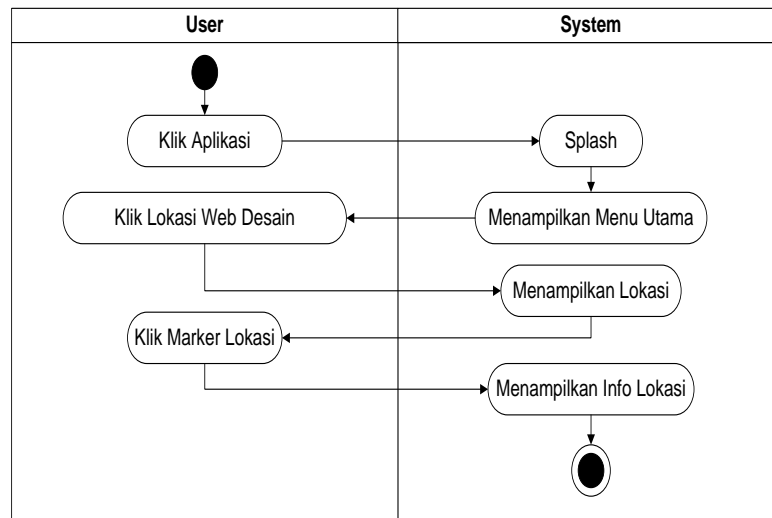 User
System
Klik Aplikasi
Splash
Klik Lokasi Web Desain
Menampilkan Menu Utama
Menampilkan Lokasi
Klik Marker Lokasi
Menampilkan Info Lokasi